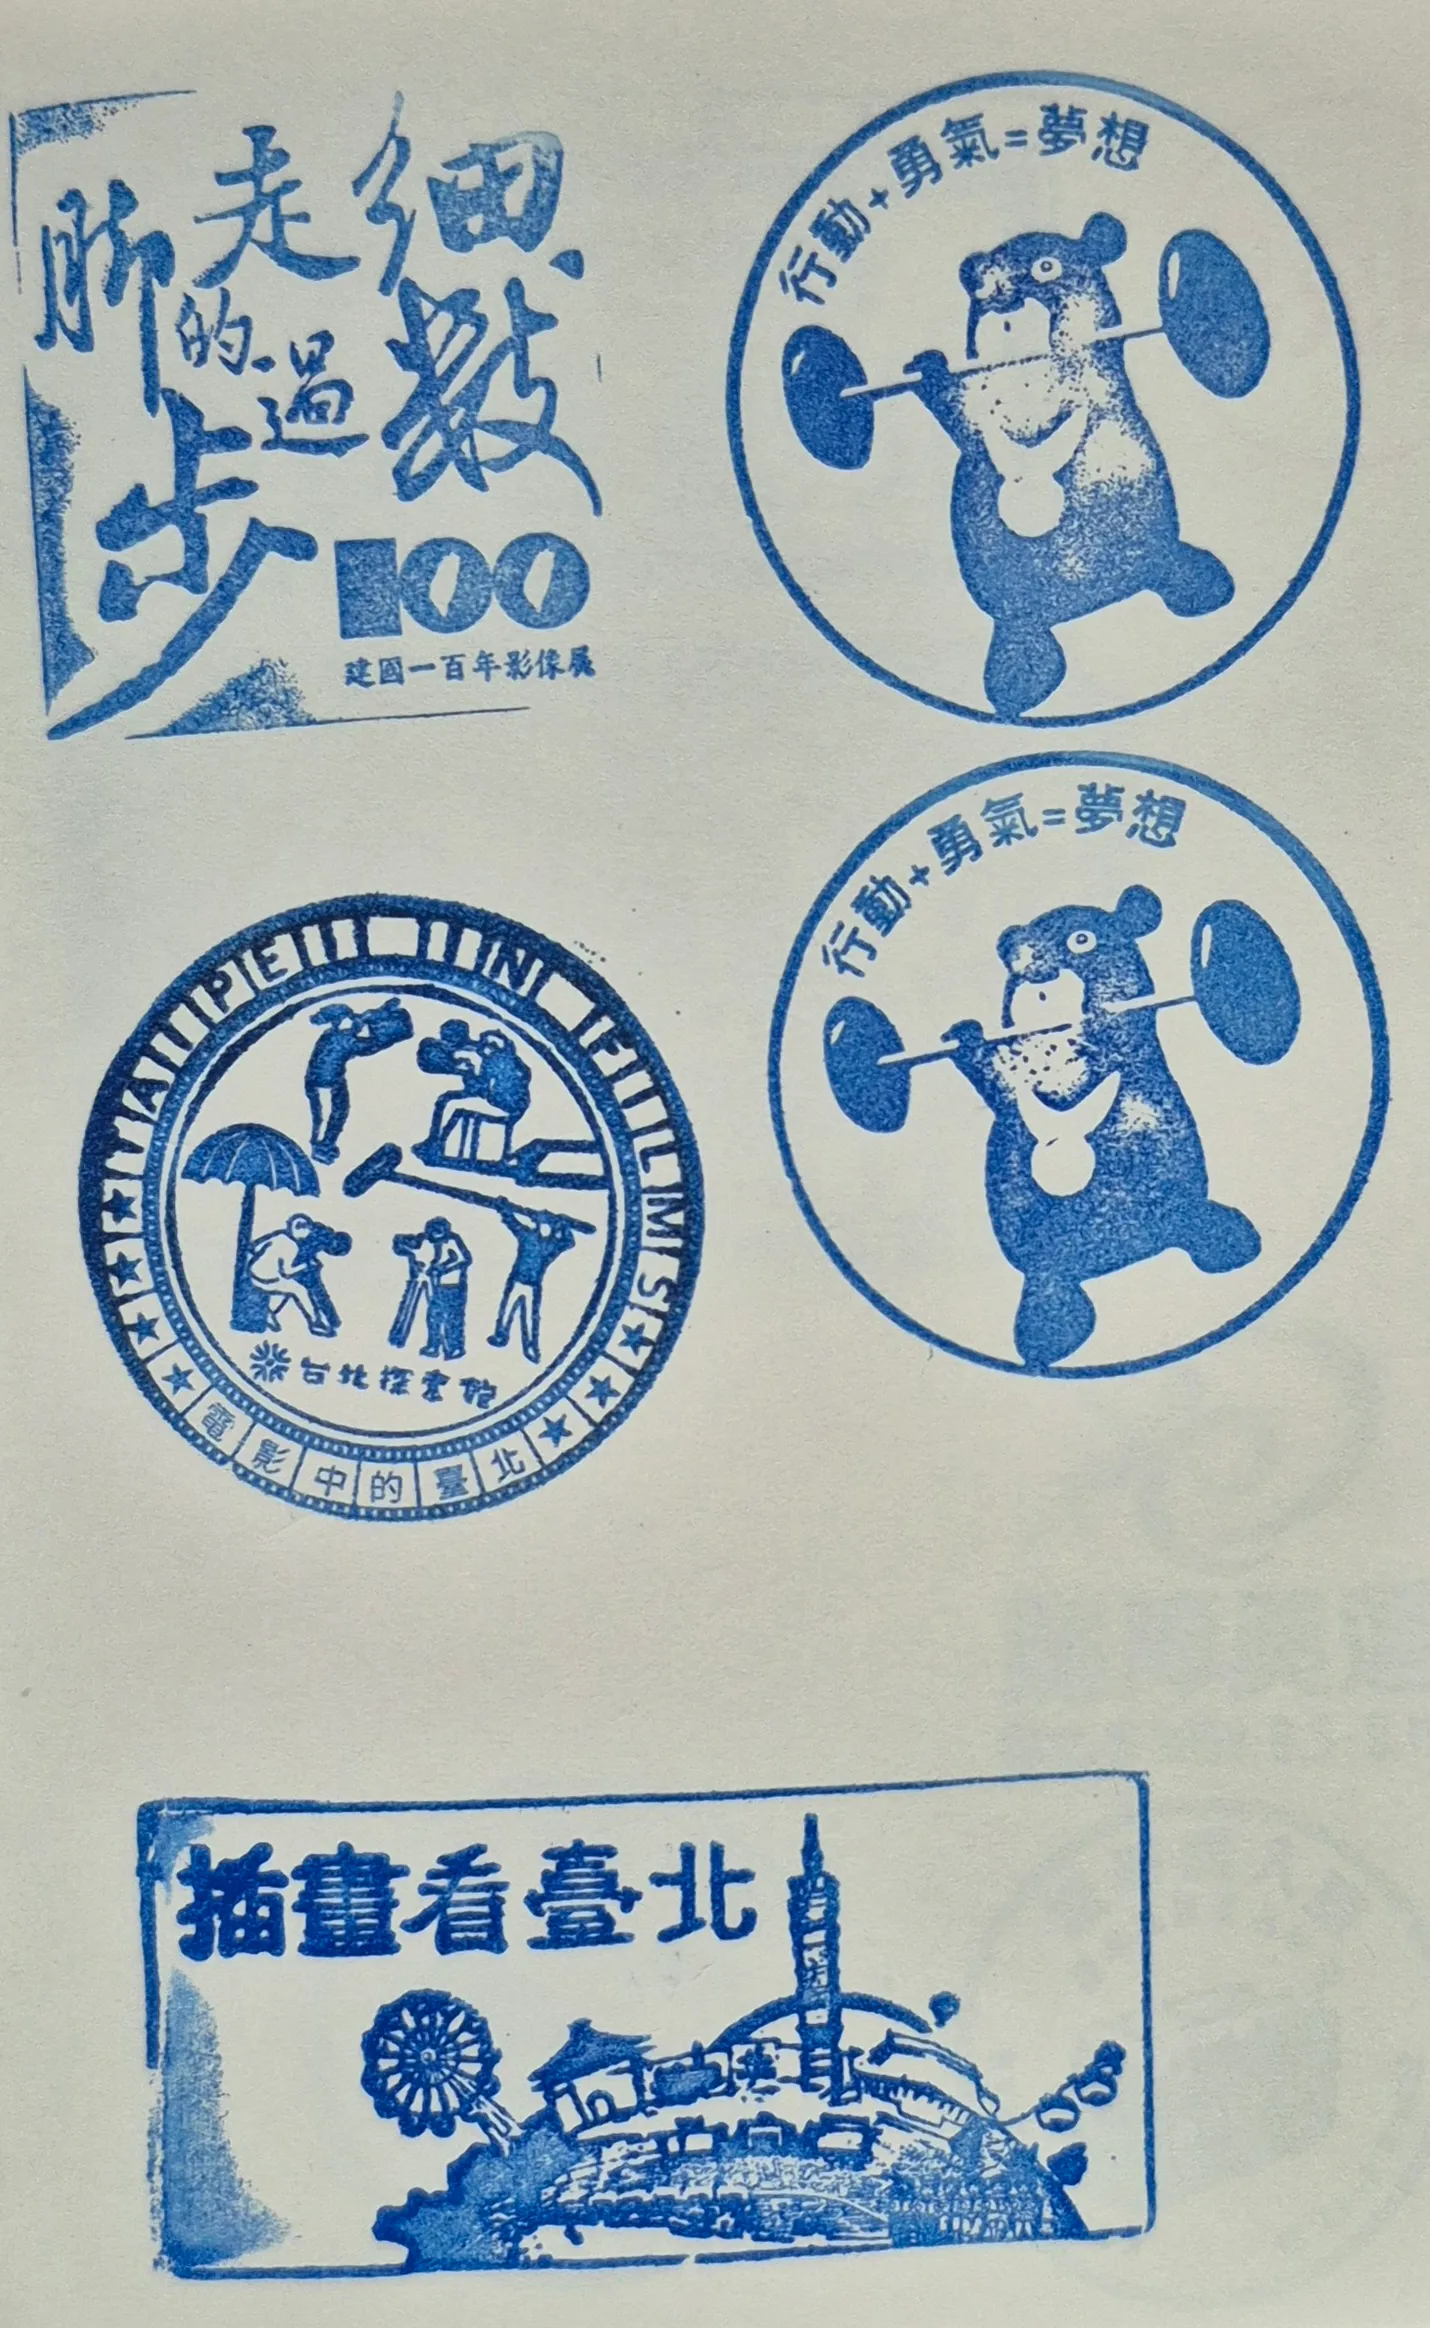 細數
走過的
腳步
100
建國一百年影像展
行動+勇氣=夢想
TAIPEI IN FILMS
台北探索館
電影中的臺北
行動+勇氣=夢想
插畫看臺北